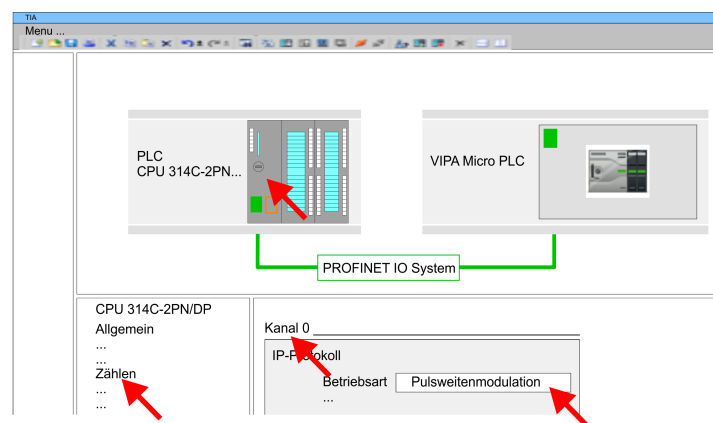 TIA
Menu ...
PLC
CPU 314C-2PN...
VIPA Micro PLC
PROFINET IO System
CPU 314C-2PN/DP
Allgemein
...
...
Zählen
...
...
Kanal 0
IP-Protokoll
Betriebsart Pulsweitenmodulation
...